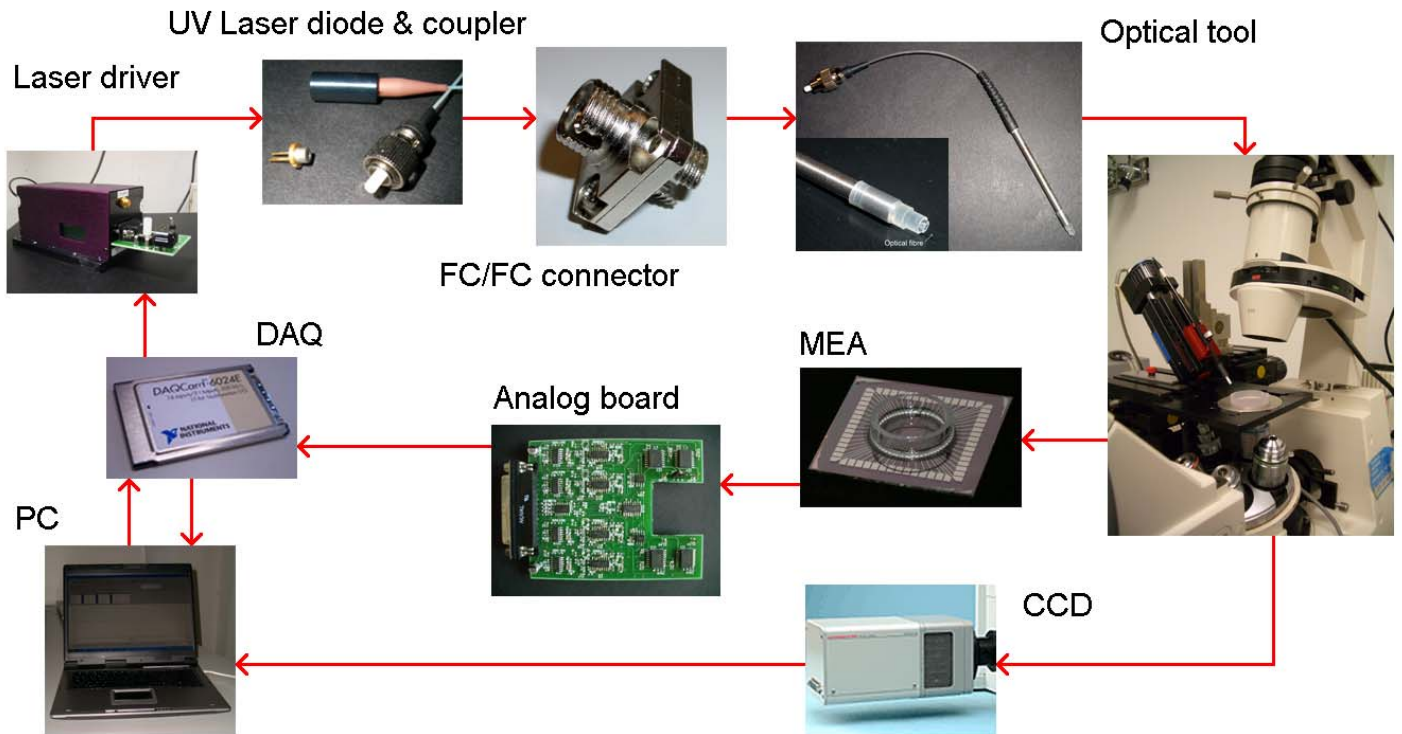 UV Laser diode & coupler
Optical tool
Laser driver
Optical fibre
FC/FC connector
DAQ
DAQCard-6024E
NATIONAL
INSTRUMENTS
MEA
Analog board
PC
CCD